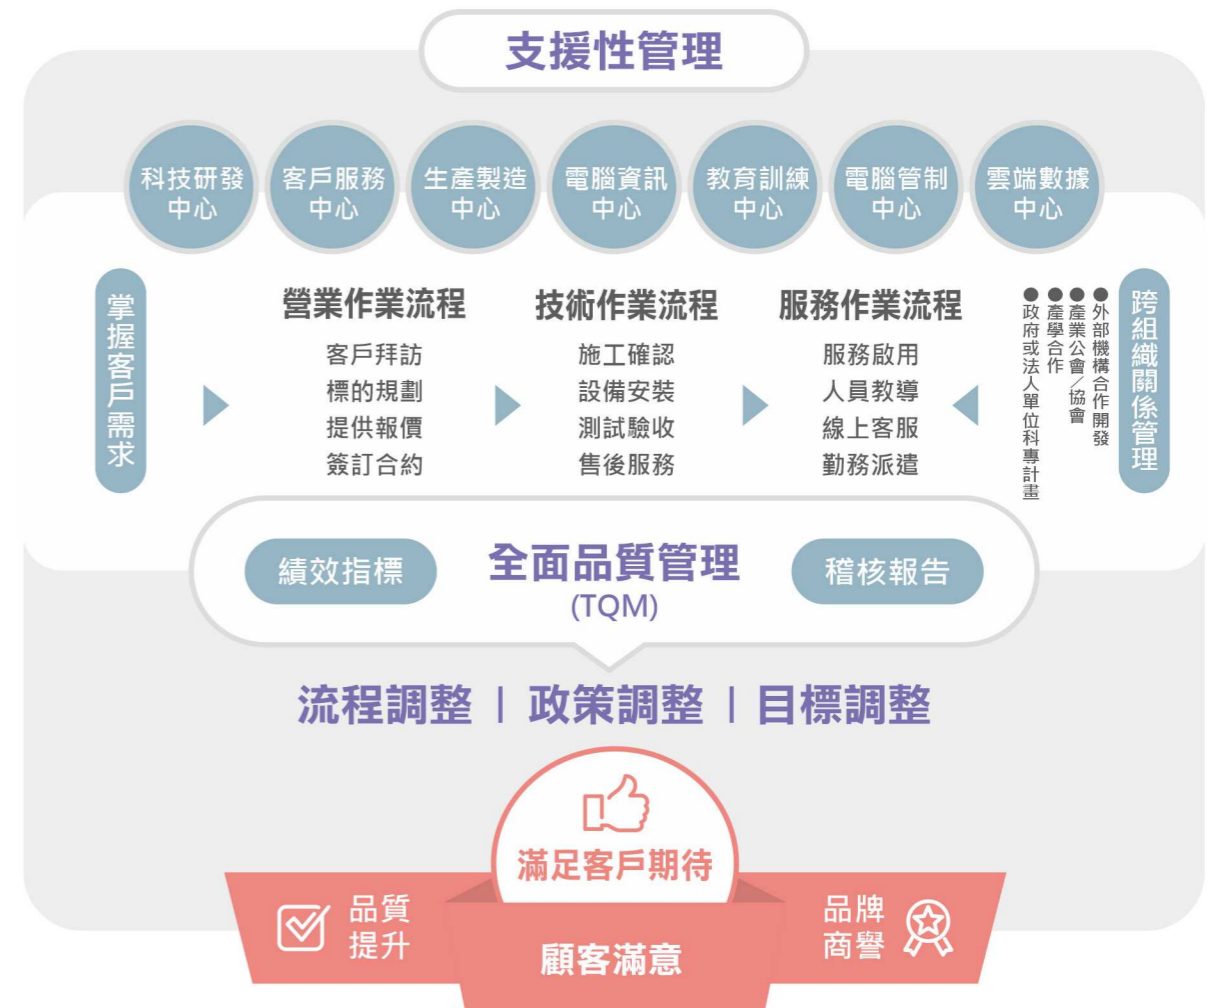 支援性管理
科技研發
中心
客戶服務
中心
生產製造
中心
電腦資訊
中心
教育訓練
中心
電腦管制
中心
雲端數據
中心
掌握客戶需求
營業作業流程
客戶拜訪
標的規劃
提供報價
簽訂合約
技術作業流程
施工確認
設備安裝
測試驗收
售後服務
服務作業流程
服務啟用
人員教導
線上客服
勤務派遣
跨組織關係管理
●外部機構合作開發
●產業公會／協會
●產學合作
●政府或法人單位科專計畫
績效指標
全面品質管理
(TQM)
稽核報告
流程調整 | 政策調整 | 目標調整
滿足客戶期待
品質
提升
顧客滿意
品牌
商譽